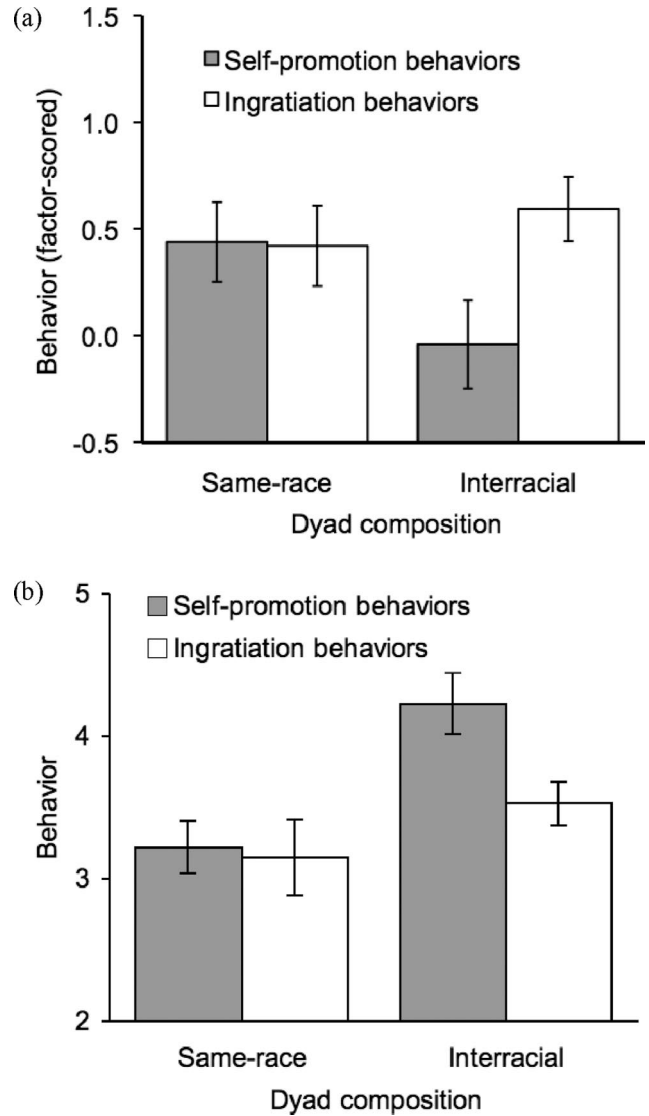 (a)
1.5
1.0
0.5
0.0
-0.5
Behavior (factor-scored)
Self-promotion behaviors
Ingratiation behaviors
Same-race
Interracial
Dyad composition
(b)
5
4
3
2
Behavior
Self-promotion behaviors
Ingratiation behaviors
Same-race
Interracial
Dyad composition